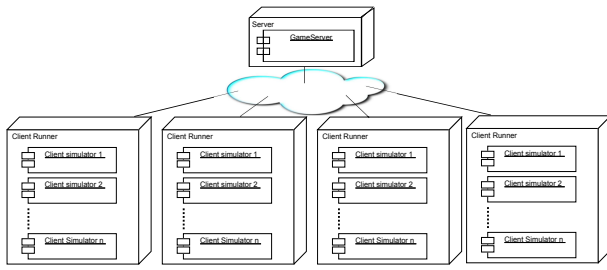 Server
GameServer
Client Runner
Client simulator 1
Client simulator 2
Client Simulator n
Client Runner
Client simulator 1
Client simulator 2
Client Simulator n
Client Runner
Client simulator 1
Client simulator 2
Client Simulator n
Client Runner
Client simulator 1
Client simulator 2
Client Simulator n